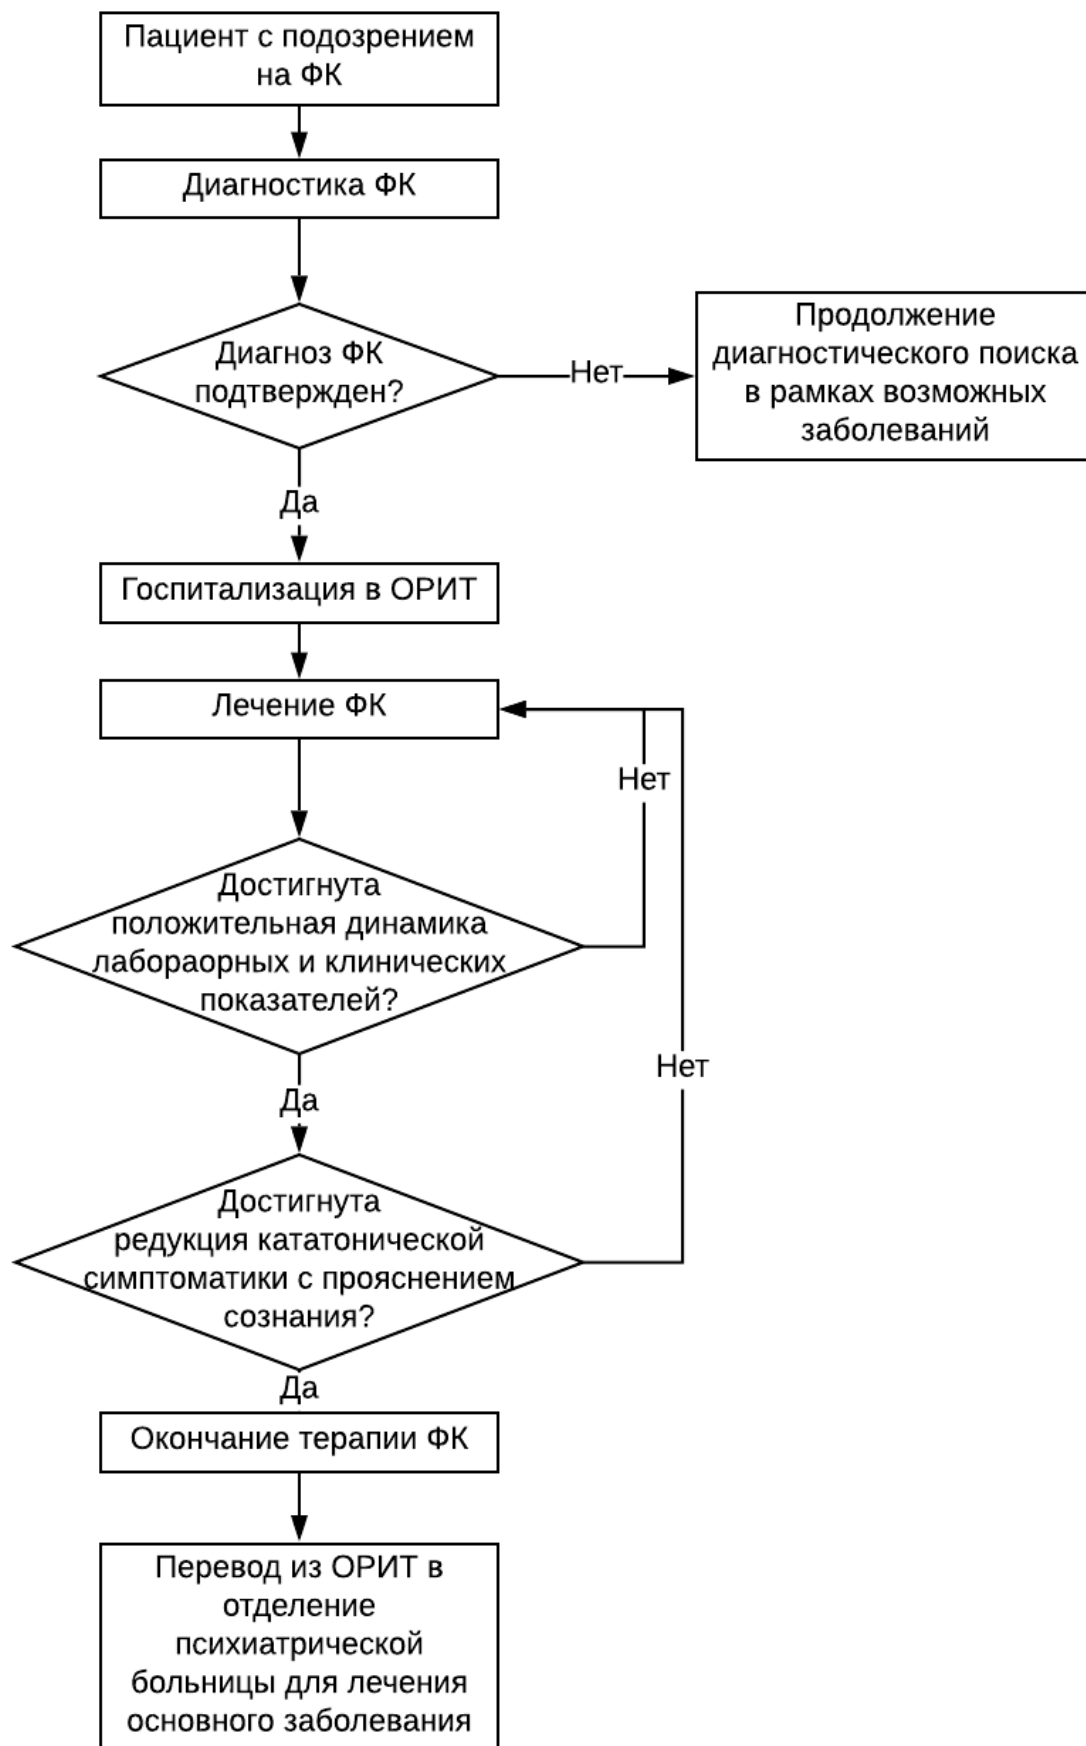 Пациент с подозрением
на ФК
Диагностика ФК
Диагноз ФК
подтвержден?
Нет
Продолжение
диагностического поиска
в рамках возможных
заболеваний
Да
Госпитализация в ОРИТ
Лечение ФК
Нет
Достигнута
положительная динамика
лабораорных и клинических
показателей?
Нет
Да
Достигнута
редукция кататонической
симптоматики с прояснением
сознания?
Да
Окончание терапии ФК
Перевод из ОРИТ в
отделение
психиатрической
больницы для лечения
основного заболевания